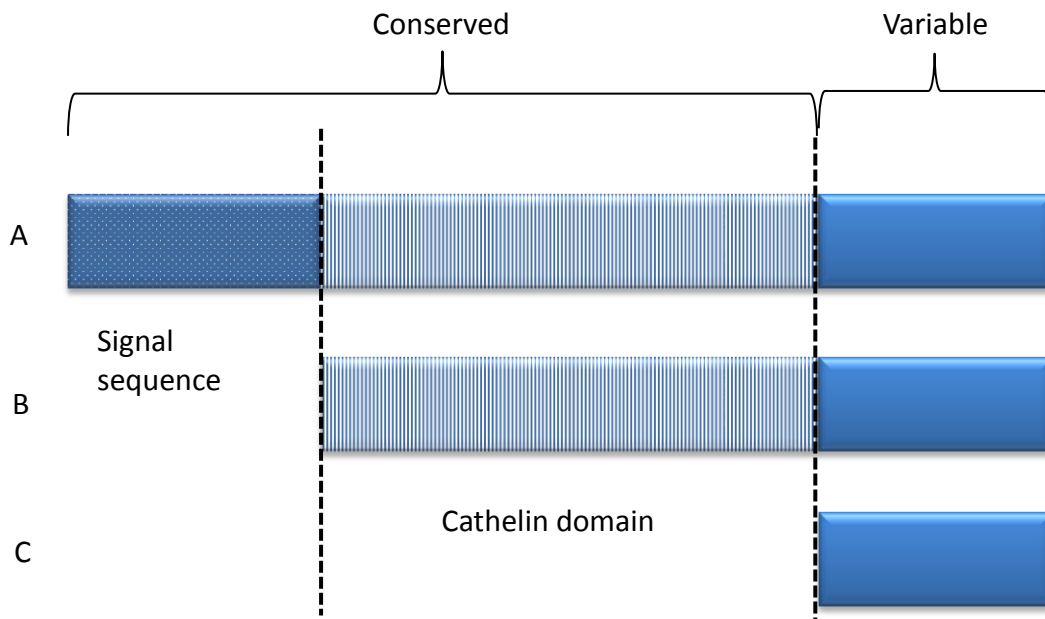 Conserved
Variable
A
Signal
sequence
B
Cathelin domain
C